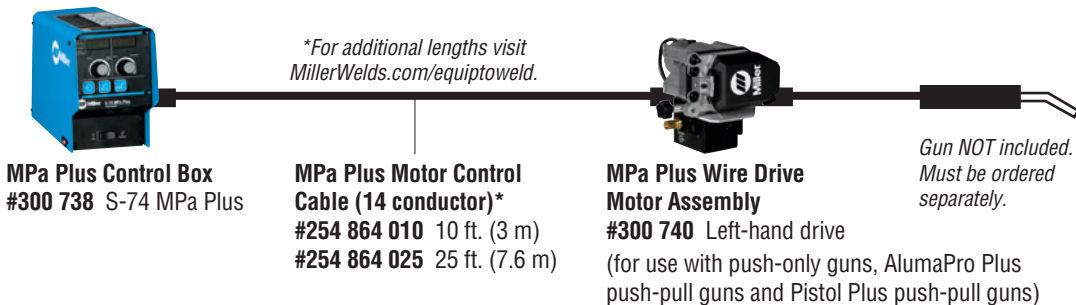 *For additional lengths visit
MillerWelds.com/equiptoweld.
Miller
Gun NOT included.
Must be ordered
separately.
MPa Plus Control Box
#300 738 S-74 MPa Plus
MPa Plus Motor Control
Cable (14 conductor)*
#254 864 010 10 ft. (3 m)
#254 864 025 25 ft. (7.6 m)
MPa Plus Wire Drive
Motor Assembly
#300 740 Left-hand drive
(for use with push-only guns, AlumaPro Plus
push-pull guns and Pistol Plus push-pull guns)